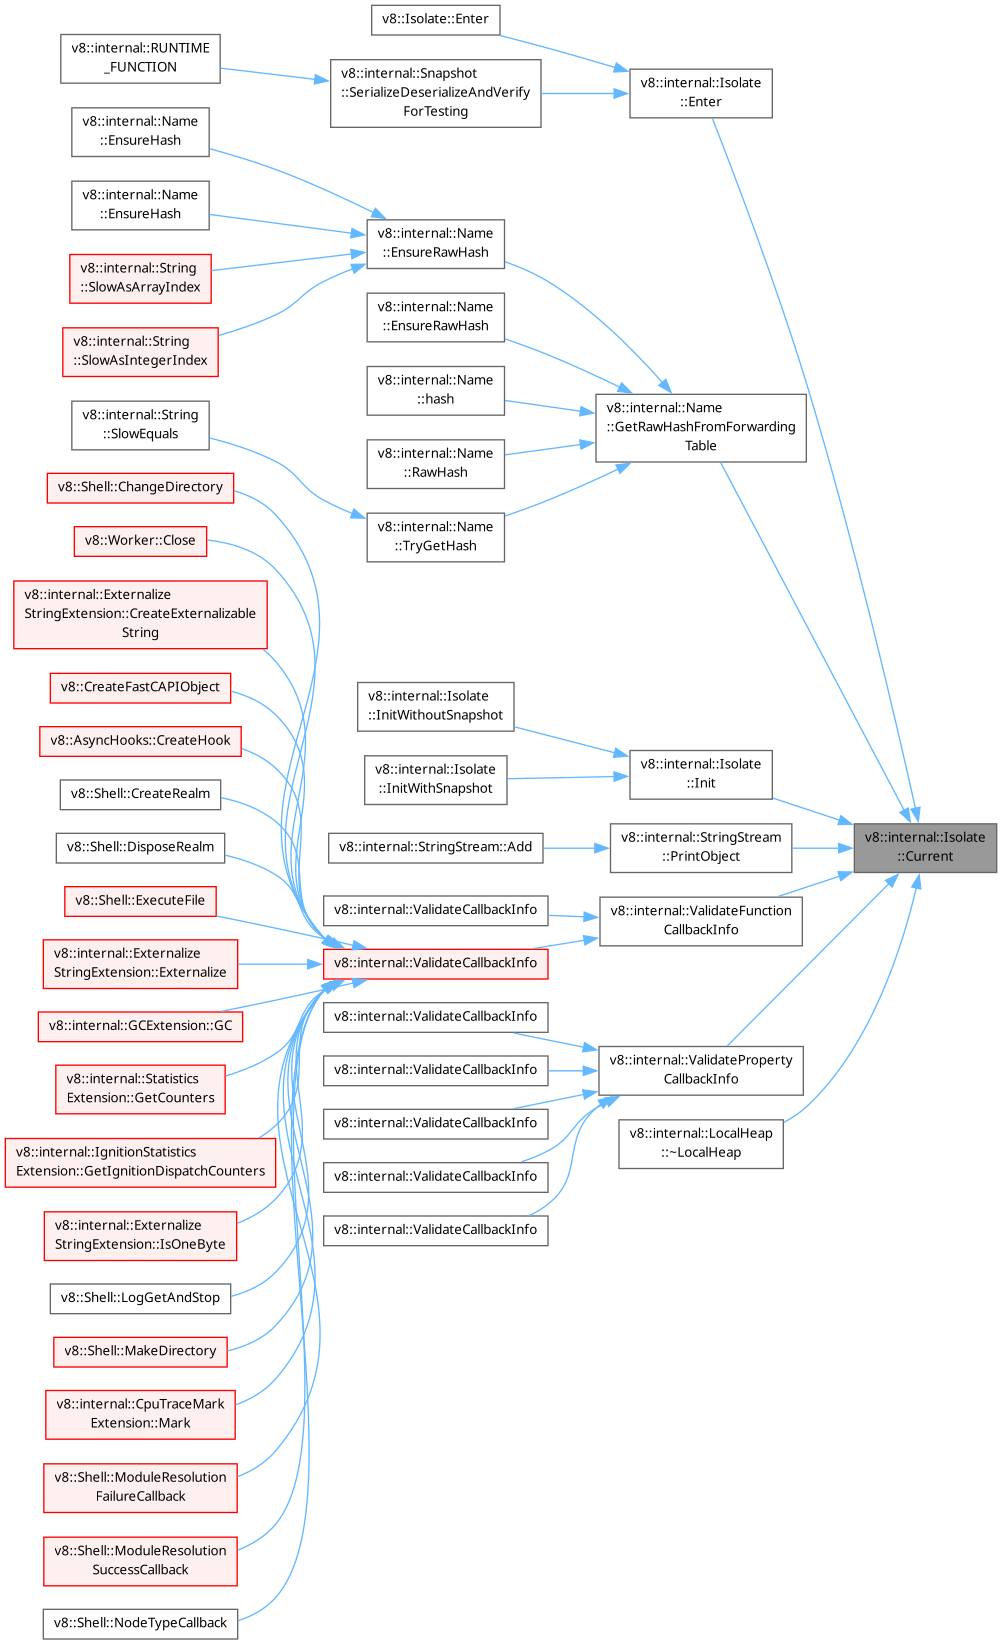 v8::Isolate::Enter
v8::internal::RUNTIME
_FUNCTION
v8::internal::Snapshot
::SerializeDeserializeAndVerify
ForTesting
v8::internal::Isolate
::Enter
v8::internal::Name
::EnsureHash
v8::internal::Name
::EnsureHash
v8::internal::String
::SlowAsArrayIndex
v8::internal::String
::SlowAsIntegerIndex
v8::internal::String
::SlowEquals
v8::internal::Name
::EnsureRawHash
v8::internal::Name
::EnsureRawHash
v8::internal::Name
::hash
v8::internal::Name
::RawHash
v8::internal::Name
::TryGetHash
v8::internal::Name
::GetRawHashFromForwarding
Table
v8::Shell::ChangeDirectory
v8::Worker::Close
v8::internal::Externalize
StringExtension::CreateExternalizable
String
v8::CreateFastCAPIObject
v8::AsyncHooks::CreateHook
v8::Shell::CreateRealm
v8::Shell::DisposeRealm
v8::Shell::ExecuteFile
v8::internal::Externalize
StringExtension::Externalize
v8::internal::GCExtension::GC
v8::internal::Statistics
Extension::GetCounters
v8::internal::IgnitionStatistics
Extension::GetIgnitionDispatchCounters
v8::internal::Externalize
StringExtension::IsOneByte
v8::Shell::LogGetAndStop
v8::Shell::MakeDirectory
v8::internal::CpuTraceMark
Extension::Mark
v8::Shell::ModuleResolution
FailureCallback
v8::Shell::ModuleResolution
SuccessCallback
v8::Shell::NodeTypeCallback
v8::internal::Isolate
::InitWithoutSnapshot
v8::internal::Isolate
::InitWithSnapshot
v8::internal::StringStream::Add
v8::internal::ValidateCallbackInfo
v8::internal::ValidateCallbackInfo
v8::internal::ValidateCallbackInfo
v8::internal::ValidateCallbackInfo
v8::internal::ValidateCallbackInfo
v8::internal::ValidateCallbackInfo
v8::internal::ValidateCallbackInfo
v8::internal::Isolate
::Init
v8::internal::StringStream
::PrintObject
v8::internal::ValidateFunction
CallbackInfo
v8::internal::ValidateProperty
CallbackInfo
v8::internal::LocalHeap
::~LocalHeap
v8::internal::Isolate
::Current